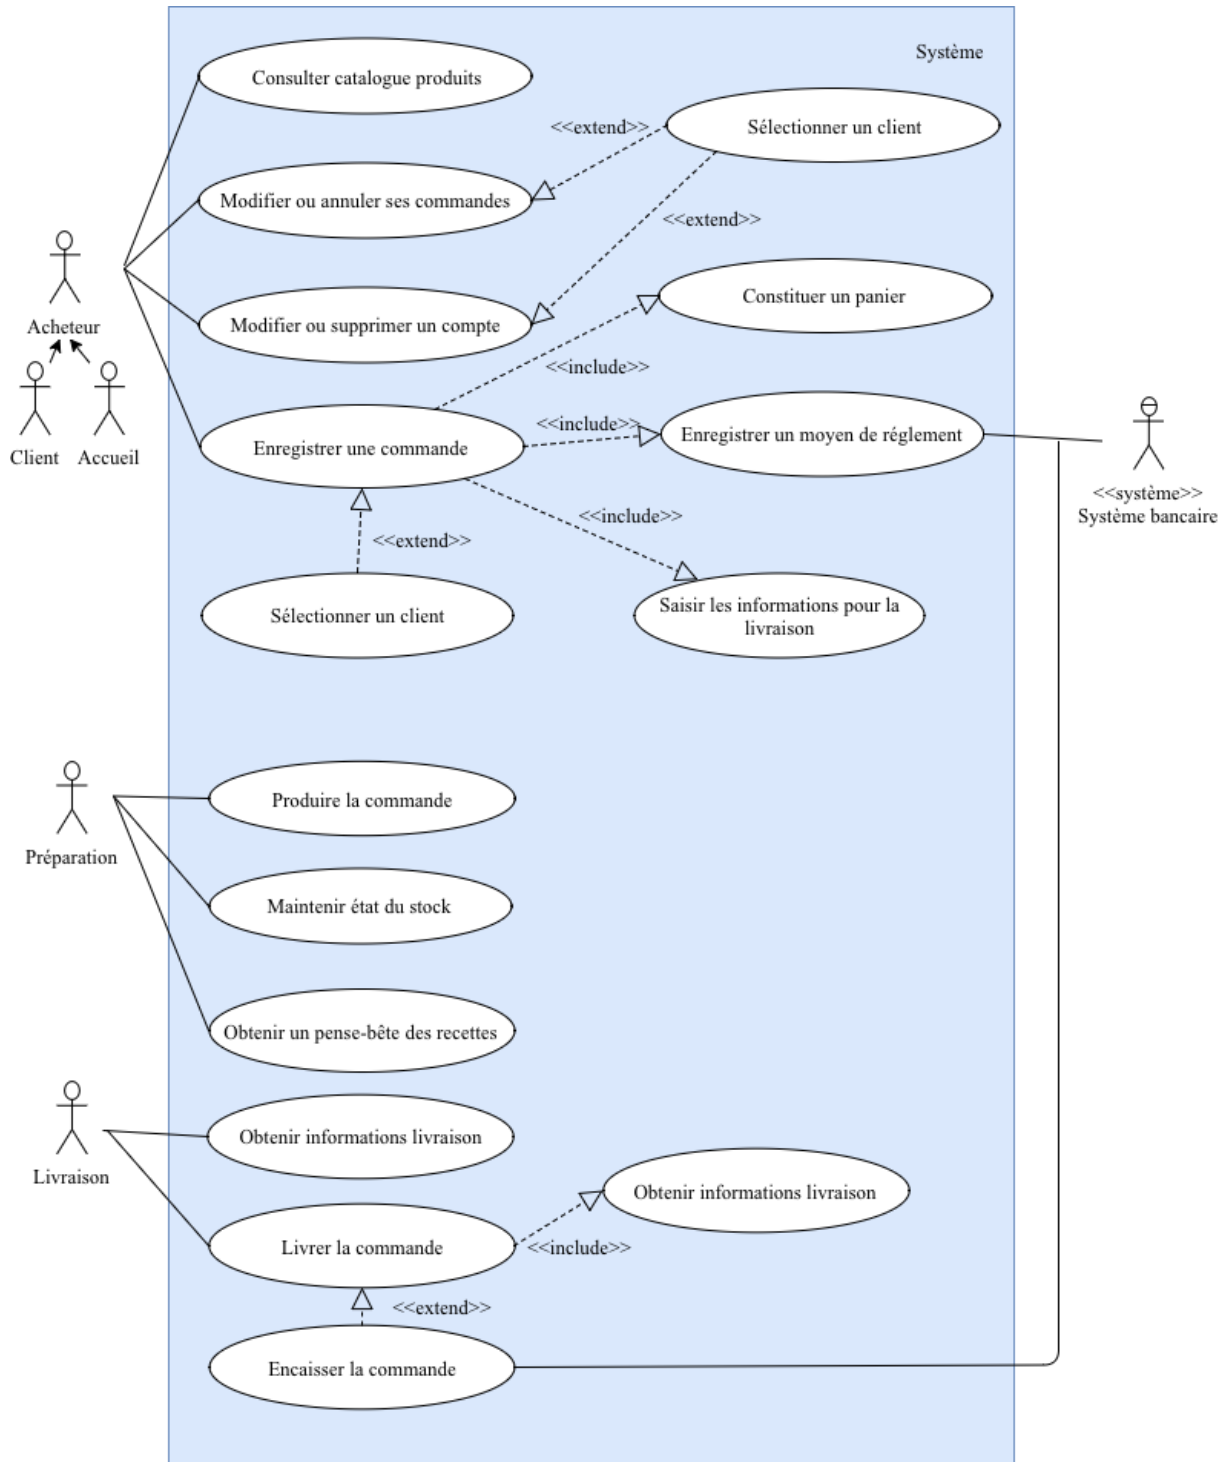 Système
Consulter catalogue produits
<<extend>>
Sélectionner un client
Modifier ou annuler ses commandes
<<extend>>
Constituer un panier
Modifier ou supprimer un compte
Acheteur
<<include>>
<<include>>
Enregistrer un moyen de réglement
Enregistrer une commande
Client
Accueil
<<système>>
Système bancaire
<<include>>
<<extend>>
Sélectionner un client
Saisir les informations pour la
livraison
Produire la commande
Préparation
Maintenir état du stock
Obtenir un pense-bête des recettes
Obtenir informations livraison
Livraison
Obtenir informations livraison
Livrer la commande
<<include>>
<<extend>>
Encaisser la commande